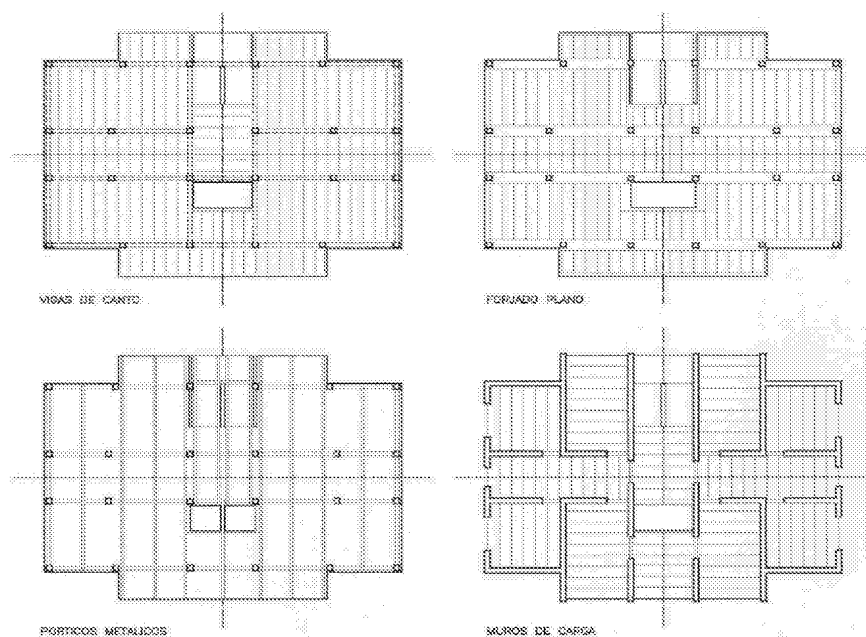 VIGAS DE CANTO
FORJADO PLANO
PORTICOS METALICOS
MUROS DE CARGA